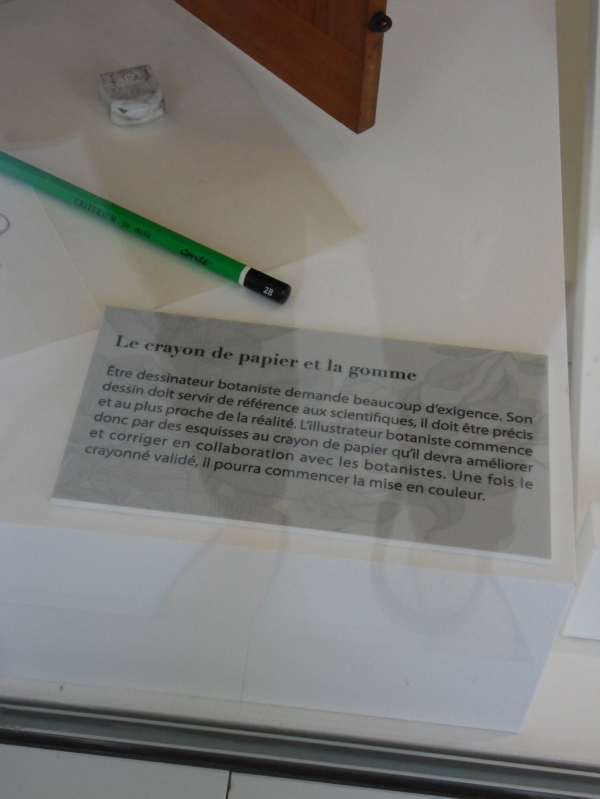 CRITERIUM
Conté
2B
Le crayon de papier et la gomme
Être dessinateur botaniste demande beaucoup d'exigence. Son
dessin doit servir de référence aux scientifiques, il doit être précis
et au plus proche de la réalité. L'illustrateur botaniste commence
donc par des esquisses au crayon de papier qu'il devra améliorer
et corriger en collaboration avec les botanistes. Une fois le
crayonné validé, il pourra commencer la mise en couleur.